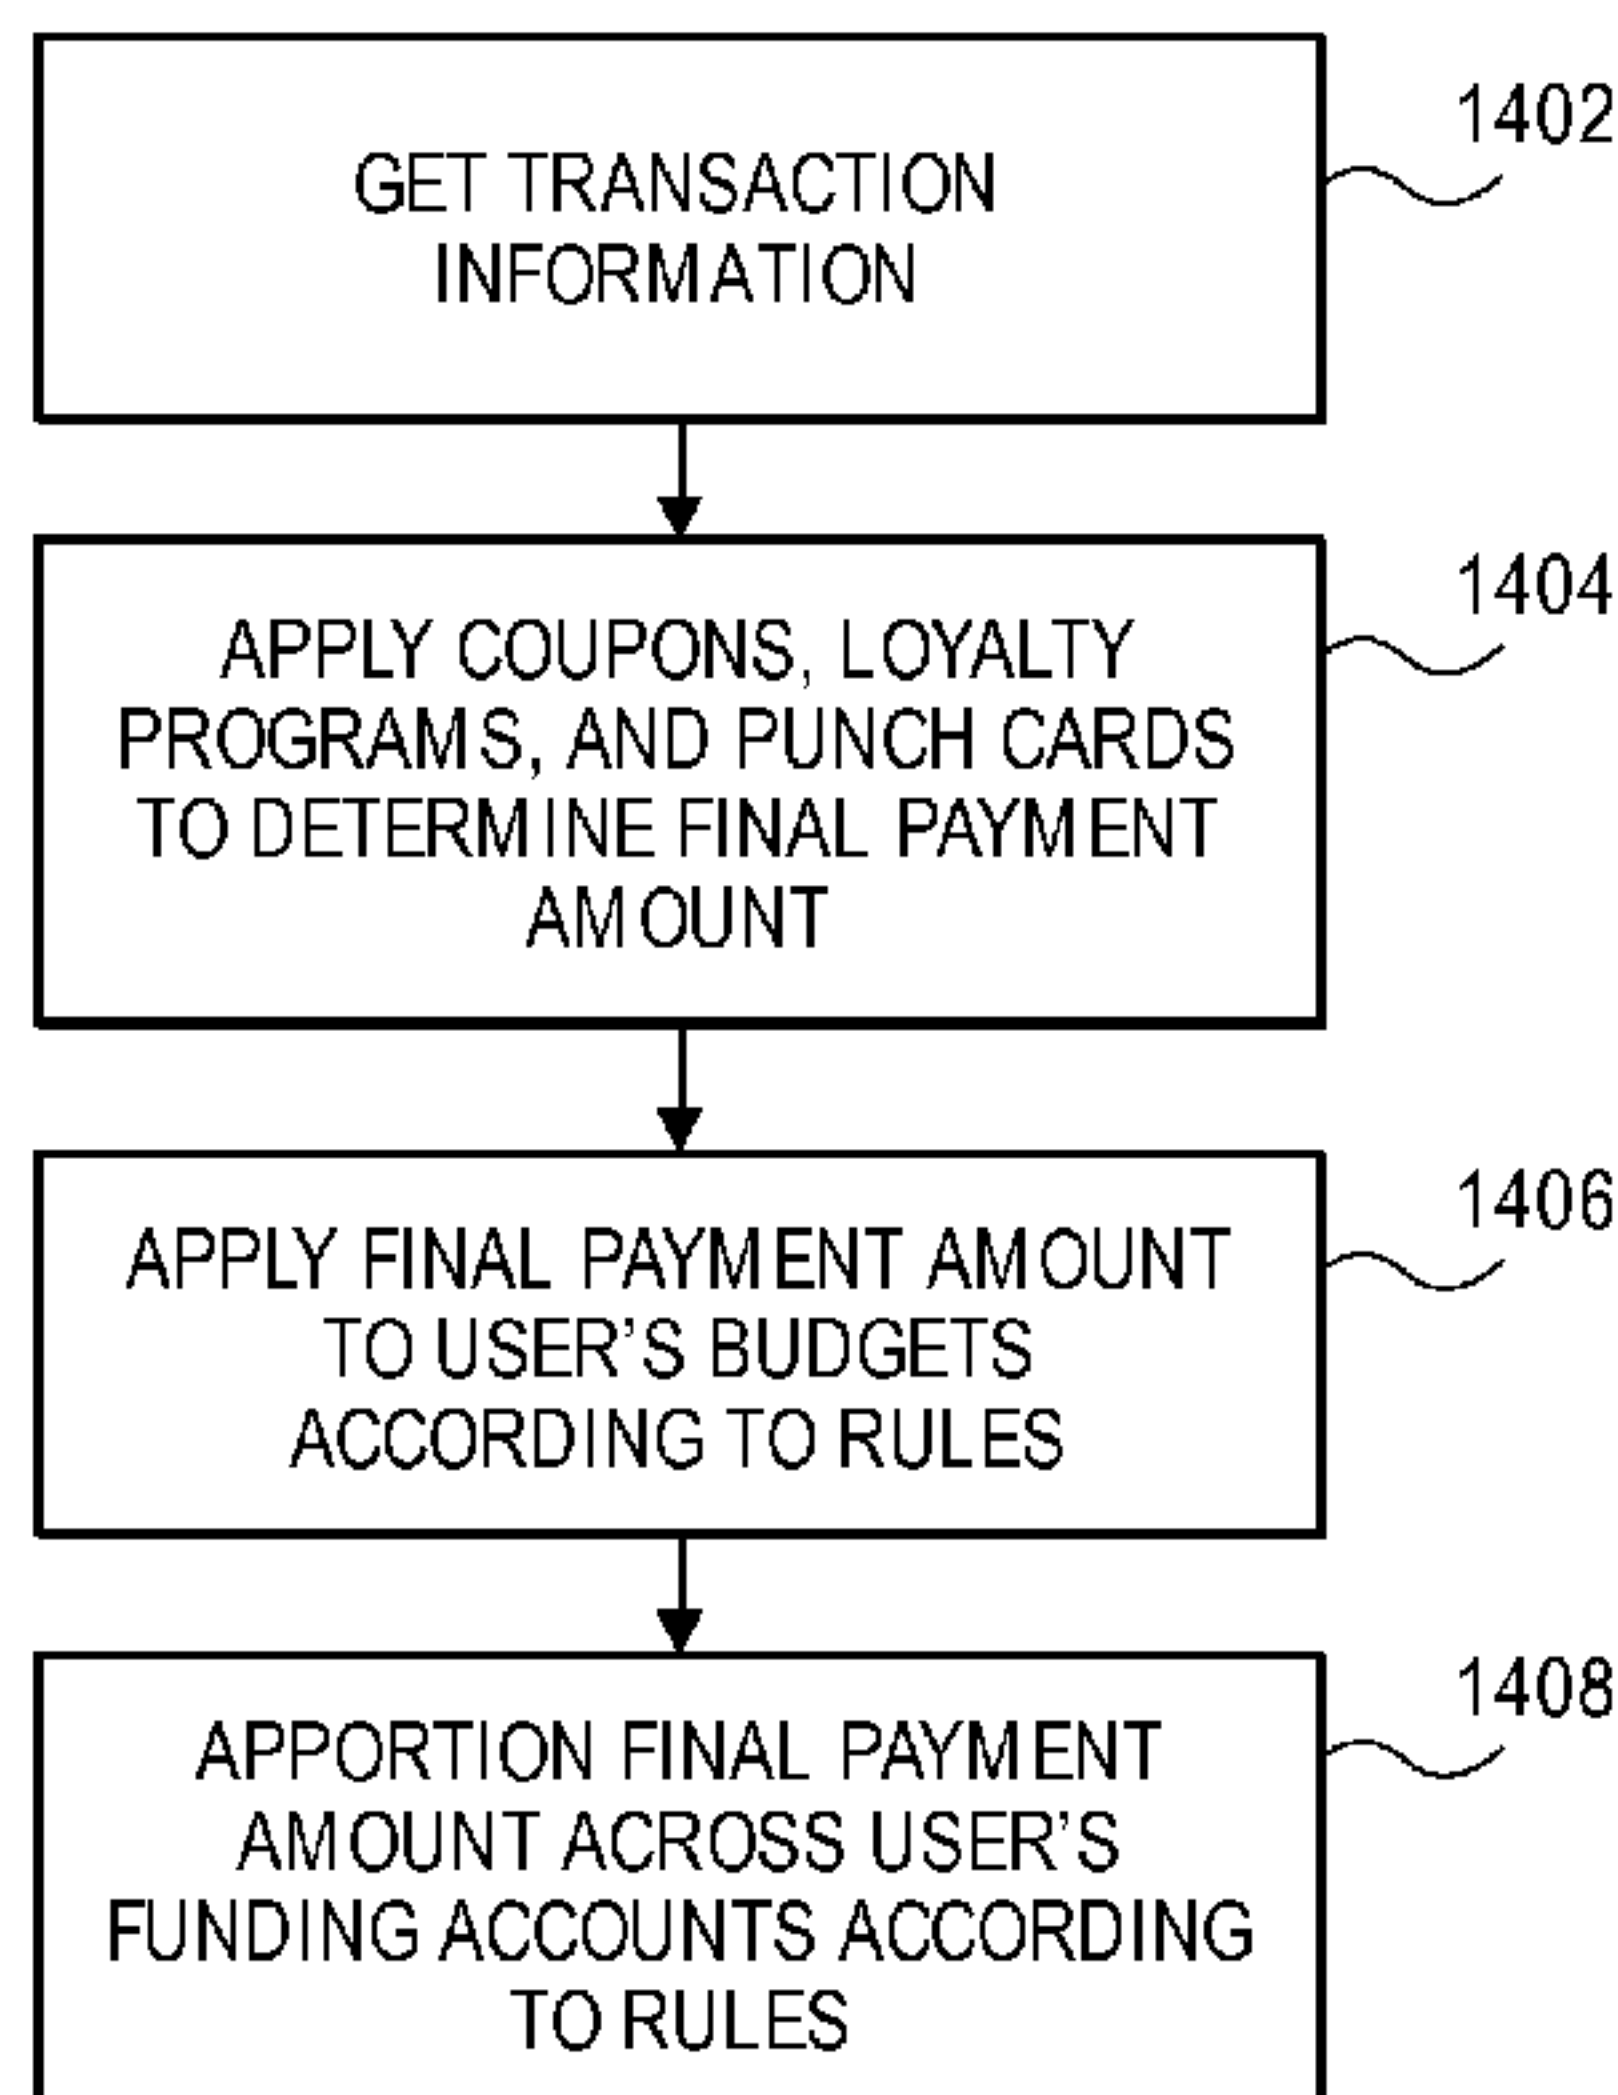 1402
GET TRANSACTION
INFORMATION
1404
APPLY COUPONS, LOYALTY
PROGRAMS, AND PUNCH CARDS
TO DETERMINE FINAL PAYMENT
AMOUNT
1406
APPLY FINAL PAYMENT AMOUNT
TO USER’S BUDGETS
ACCORDING TO RULES
1408
APPORTION FINAL PAYMENT
AMOUNT ACROSS USER’S
FUNDING ACCOUNTS ACCORDING
TO RULES